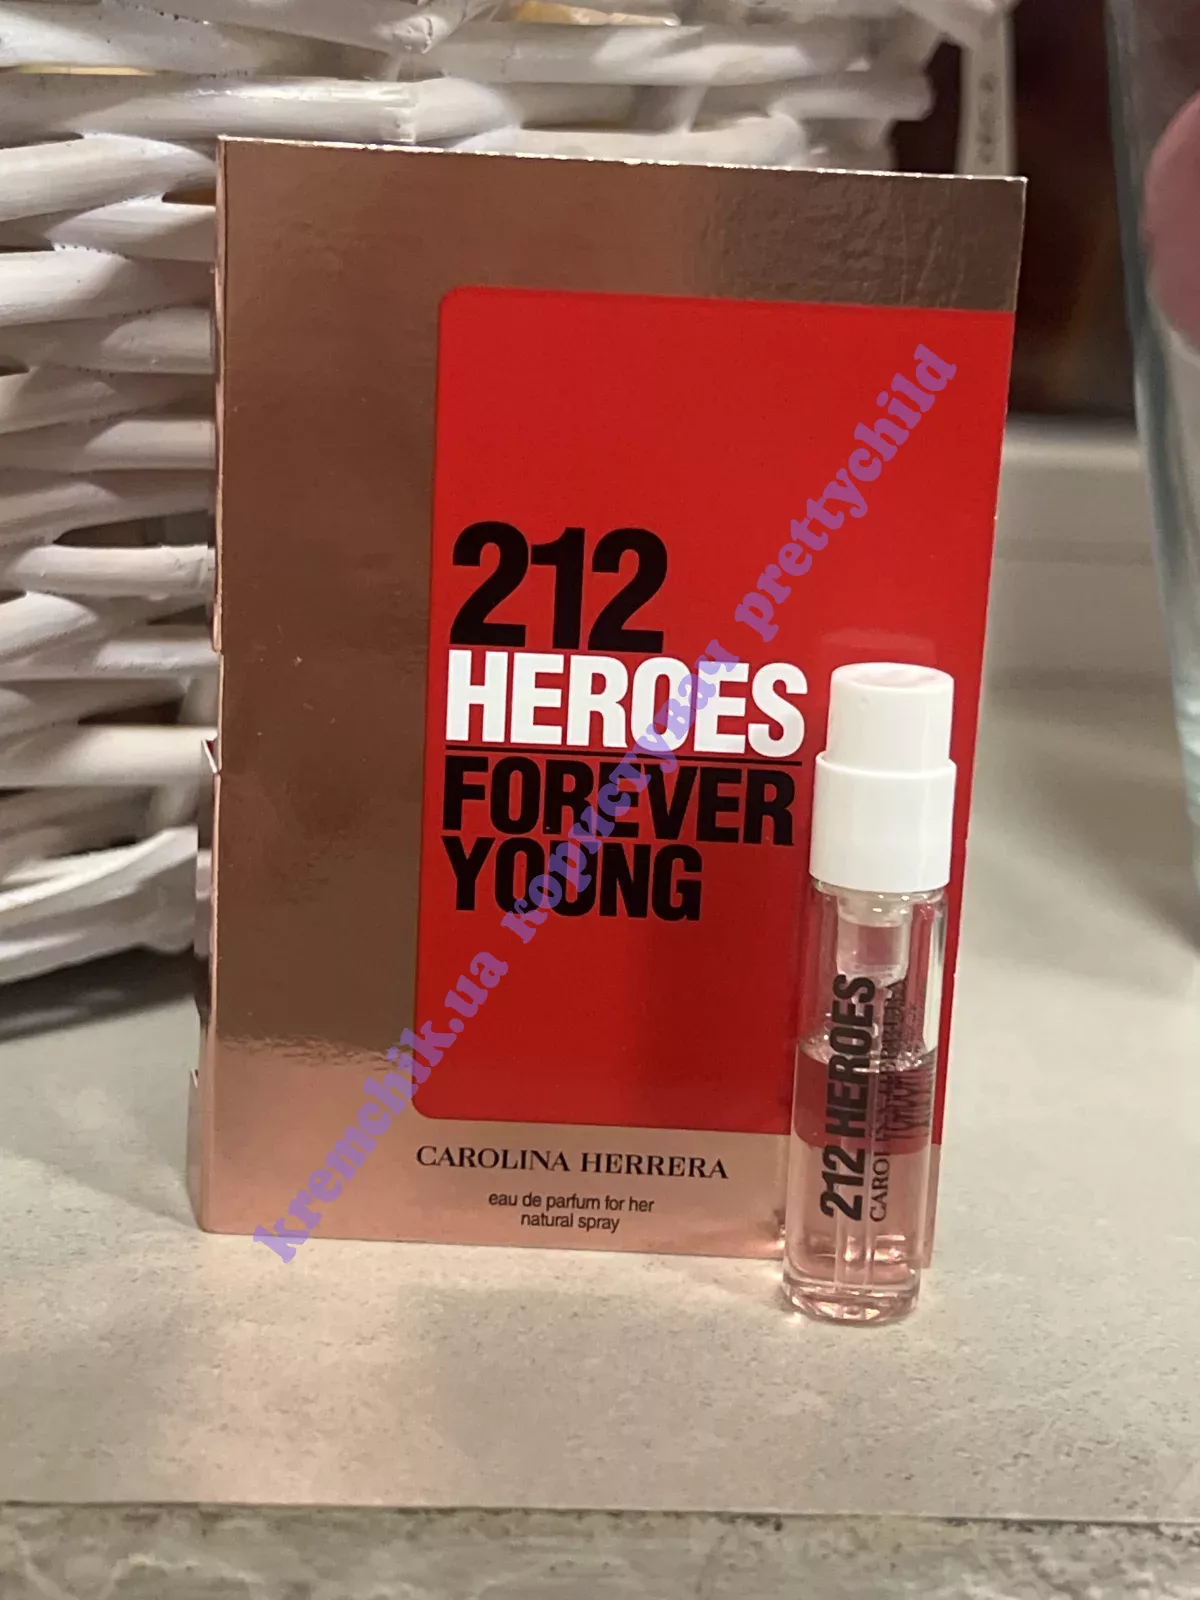 212
HEROES
FOREVER
YOUNG
CAROLINA HERRERA
eau de parfum for her
natural spray
212 HEROES
kremchik.ua користувач prettychild